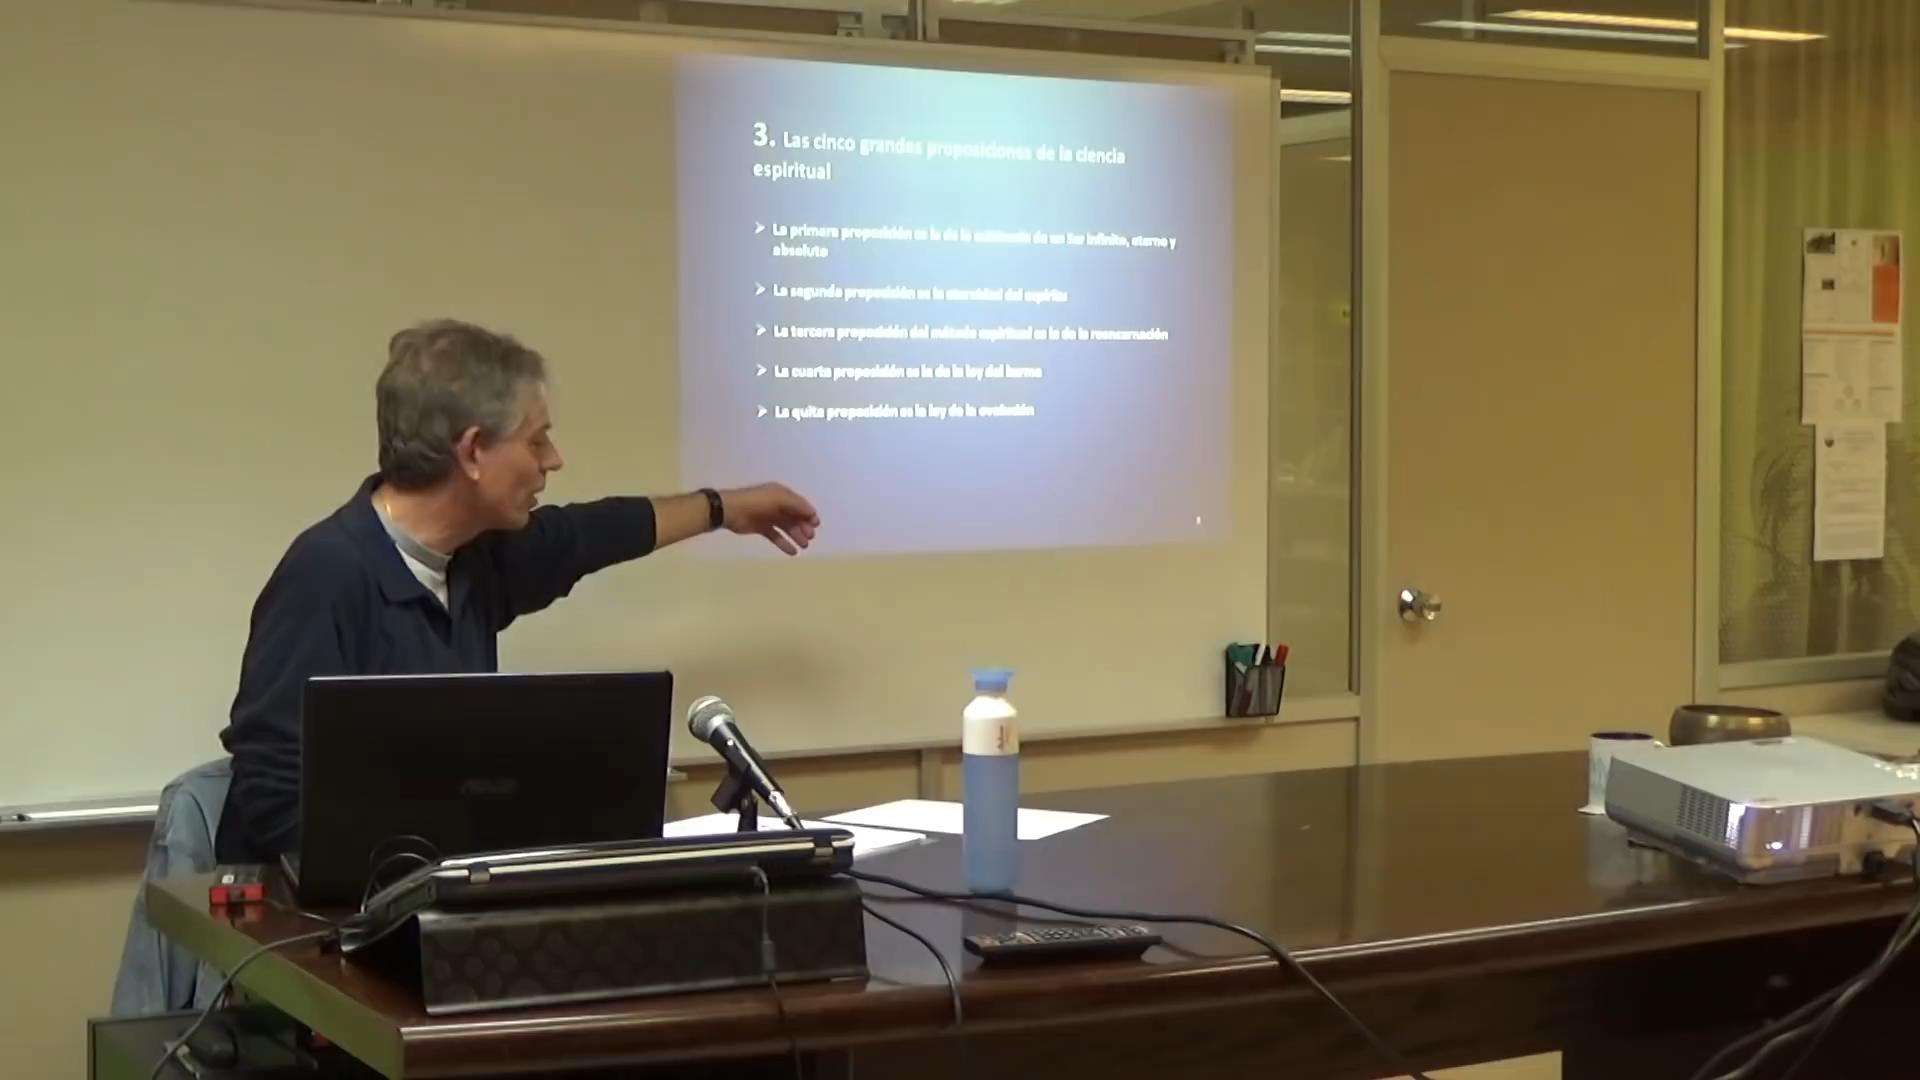 3. Las cinco grandes proposiciones de la ciencia
espiritual
La primera proposición es la de la existencia de un Ser infinito, eterno y
absoluto
La segunda proposición es la eternidad del espíritu
La tercera proposición del método espiritual es la de la reencarnación
La cuarta proposición es la de la ley del karma
La quita proposición es la ley de la evolución
ASUS